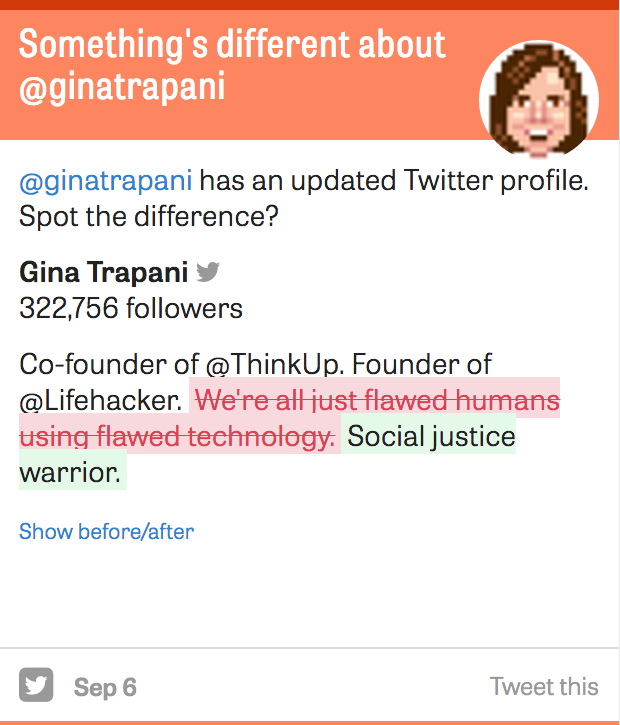 Something's different about
@ginatrapani
@ginatrapani has an updated Twitter profile.
Spot the difference?
Gina Trapani
322,756 followers
Co-founder of @ThinkUp. Founder of
@Lifehacker. We're all just flawed humans
using flawed technology. Social justice
warrior.
Show before/after
Sep 6
Tweet this